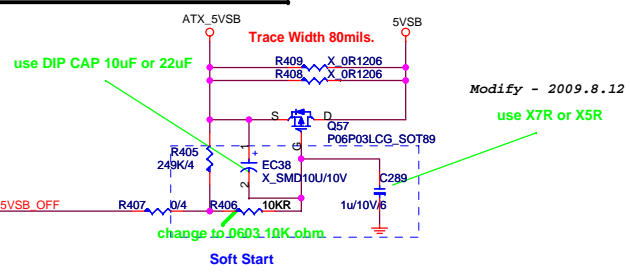 ATX_5VSB
5VSB
Trace Width 80mils.
R409
X_0R1206
R408
X_0R1206
use DIP CAP 10uF or 22uF
Modify - 2009.8.12
use X7R or X5R
S
D
Q57
P06P03LCG_SOT89
G
R405
249K/4
1
+
EC38
X_SMD10U/10V
2
C289
1u/10V/6
5VSB_OFF
R407
0/4
R406
10KR
change to 0603 10K ohm
Soft Start